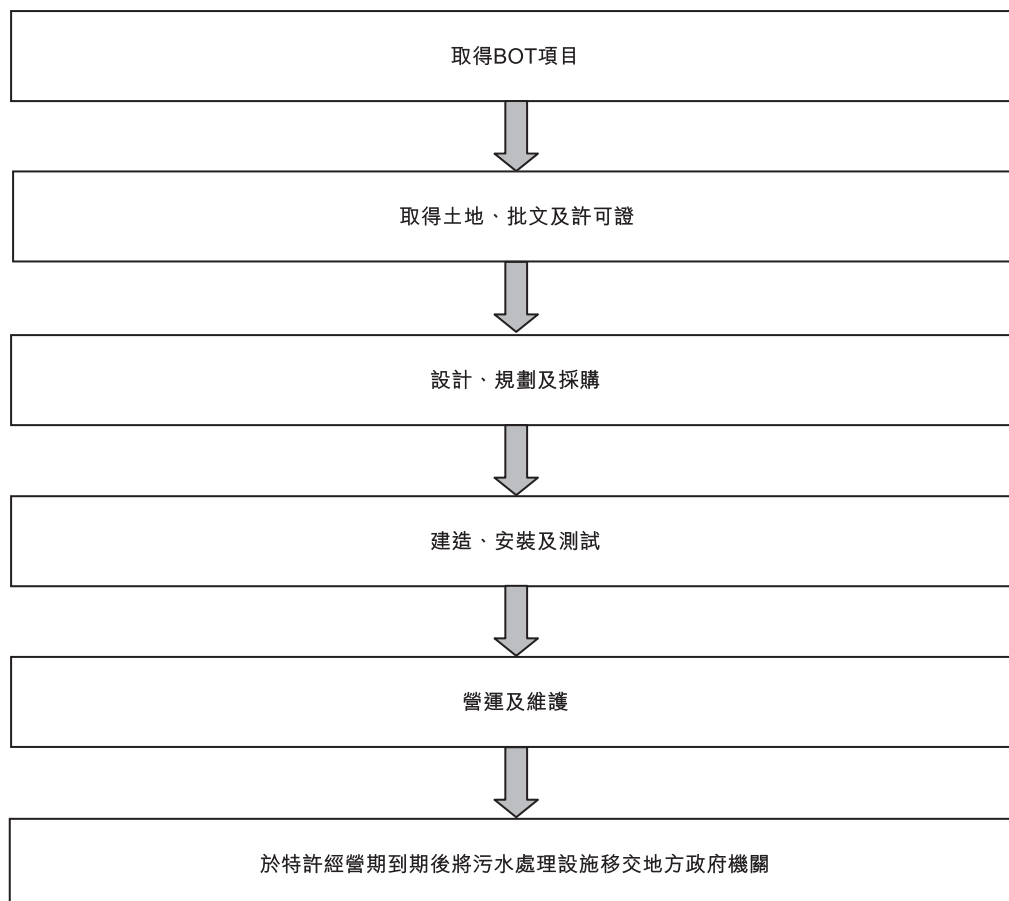 取得BOT項目
取得土地、批文及許可證
設計、規劃及採購
建造、安裝及測試
營運及維護
於特許經營期到期後將污水處理設施移交地方政府機關